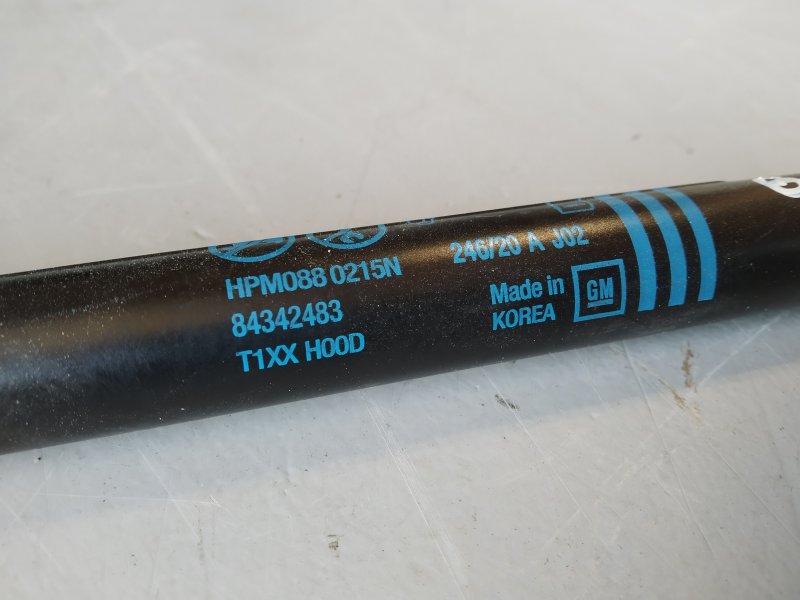 HPM088 0215N
84342483
T1XX HOOD
246/20 A J02
Made in
KOREA
GM